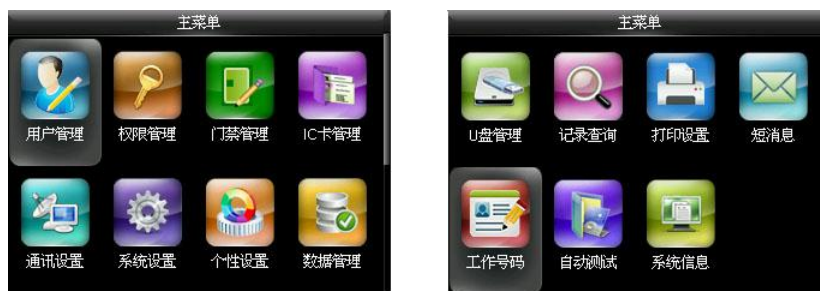 主菜单
用户管理 权限管理 门禁管理 IC卡管理
通讯设置 系统设置 个性设置 数据管理
主菜单
U盘管理 记录查询 打印设置 短消息
工作号码 自动测试 系统信息